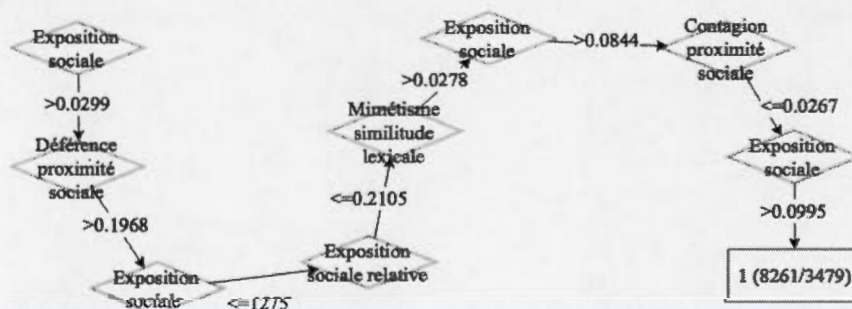 Exposition
sociale
>0.0299
Déférence
proximité
sociale
>0.1968
Exposition
sociale
Exposition
sociale relative
<=0.2105
Mimétisme
similitude
lexicale
>0.0278
Exposition
sociale
>0.0844
Contagion
proximité
sociale
<=0.0267
Exposition
sociale
>0.0995
1 (8261/3479)